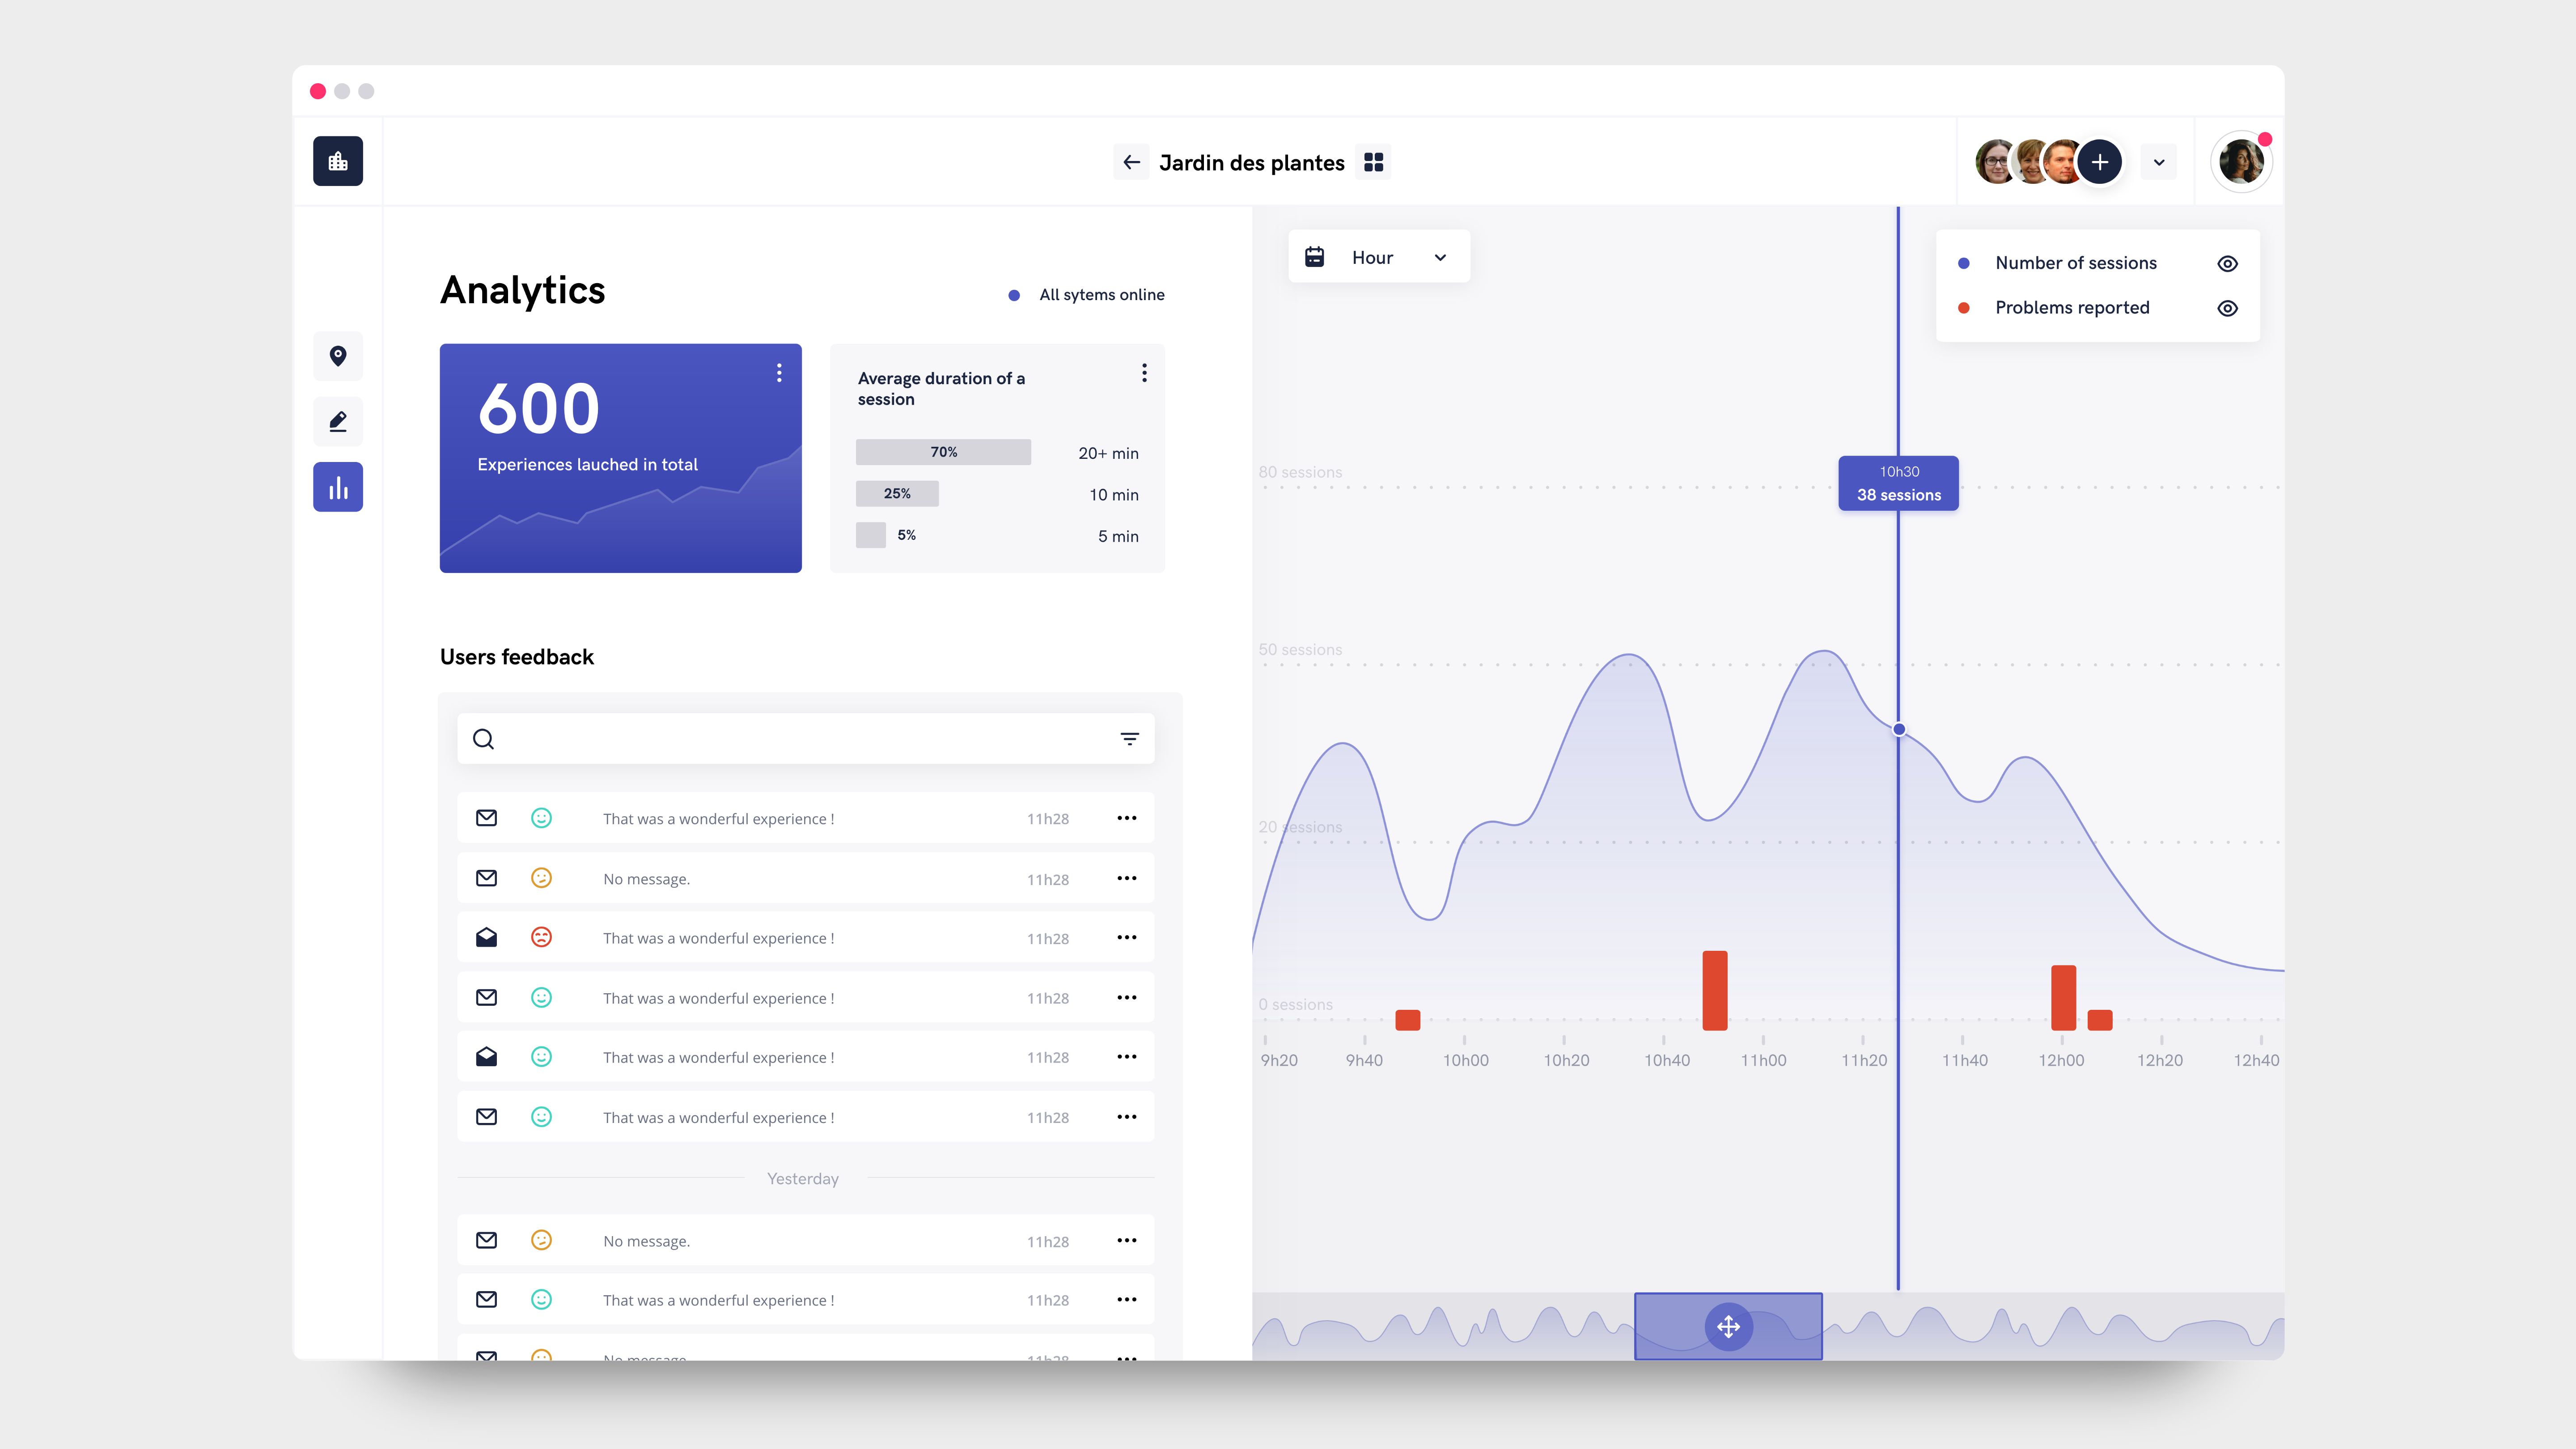 Jardin des plantes
Analytics
All sytems online
600
Experiences lauched in total
Average duration of a
session
70%
20+ min
25%
10 min
5%
5 min
Users feedback
That was a wonderful experience !
11h28
No message.
11h28
That was a wonderful experience !
11h28
That was a wonderful experience !
11h28
That was a wonderful experience !
11h28
That was a wonderful experience !
11h28
Yesterday
No message.
11h28
That was a wonderful experience !
11h28
No message.
11h28
Hour
Number of sessions
Problems reported
80 sessions
10h30
38 sessions
50 sessions
20 sessions
0 sessions
9h20
9h40
10h00
10h20
10h40
11h00
11h20
11h40
12h00
12h20
12h40